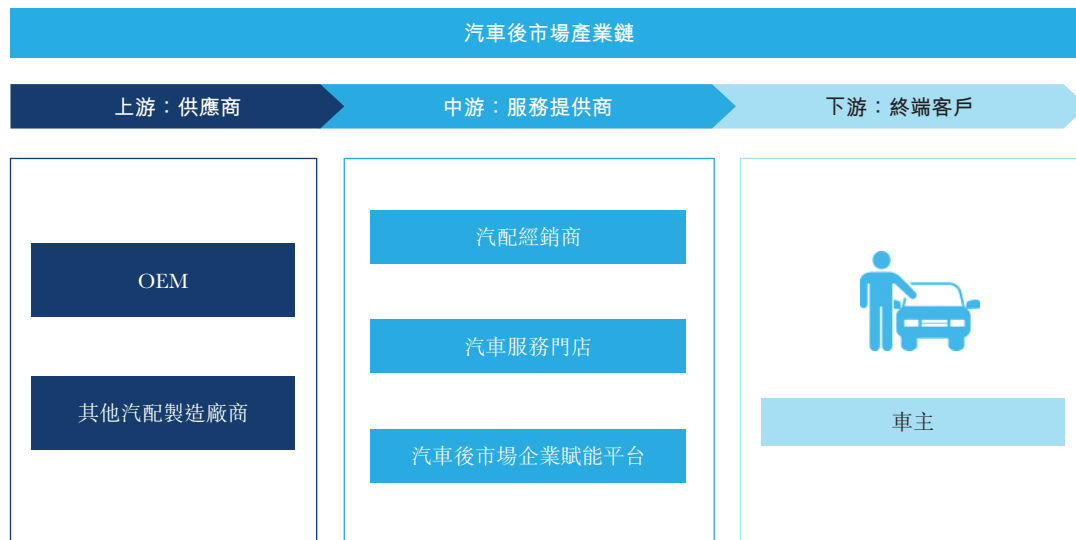 汽車後市場產業鏈
上游：供應商
中游：服務提供商
下游：終端客戶
OEM
其他汽配製造廠商
汽配經銷商
汽車服務門店
汽車後市場企業賦能平台
車主